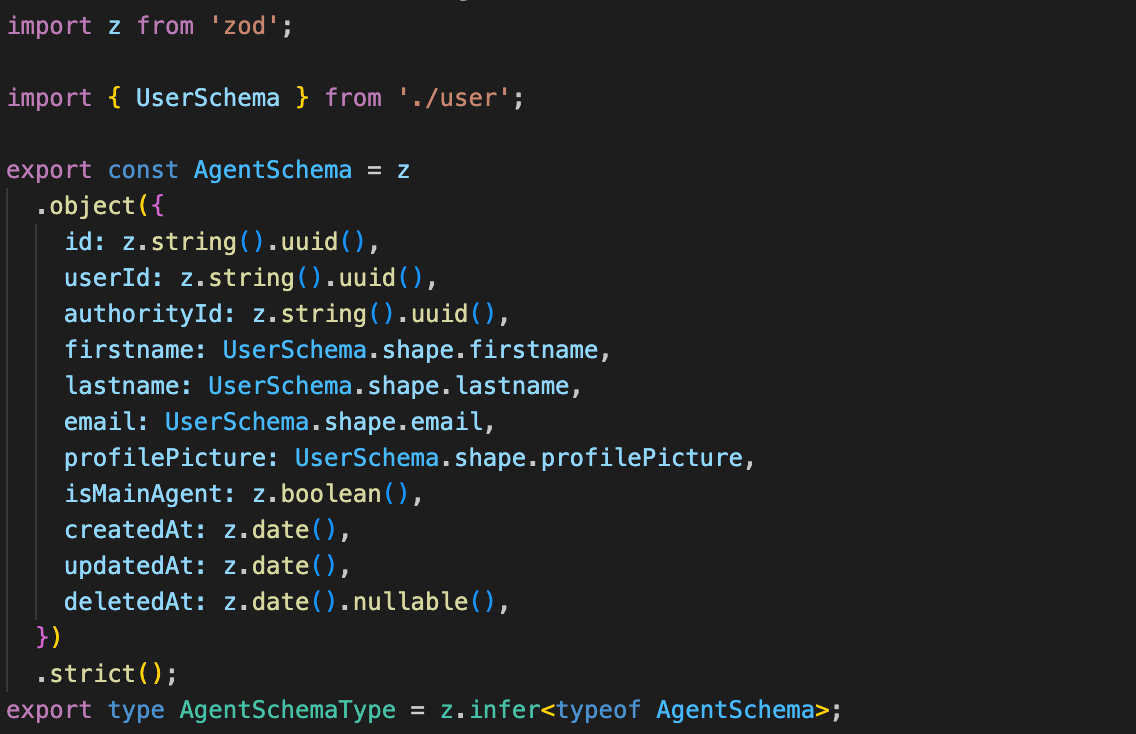 import z from 'zod';
import { UserSchema } from './user';
export const AgentSchema = z
.object({
id: z.string().uuid(),
userId: z.string().uuid(),
authorityId: z.string().uuid(),
firstname: UserSchema.shape.firstname,
lastname: UserSchema.shape.lastname,
email: UserSchema.shape.email,
profilePicture: UserSchema.shape.profilePicture,
isMainAgent: z.boolean(),
createdAt: z.date(),
updatedAt: z.date(),
deletedAt: z.date().nullable(),
})
.strict();
export type AgentSchemaType = z.infer<typeof AgentSchema>;